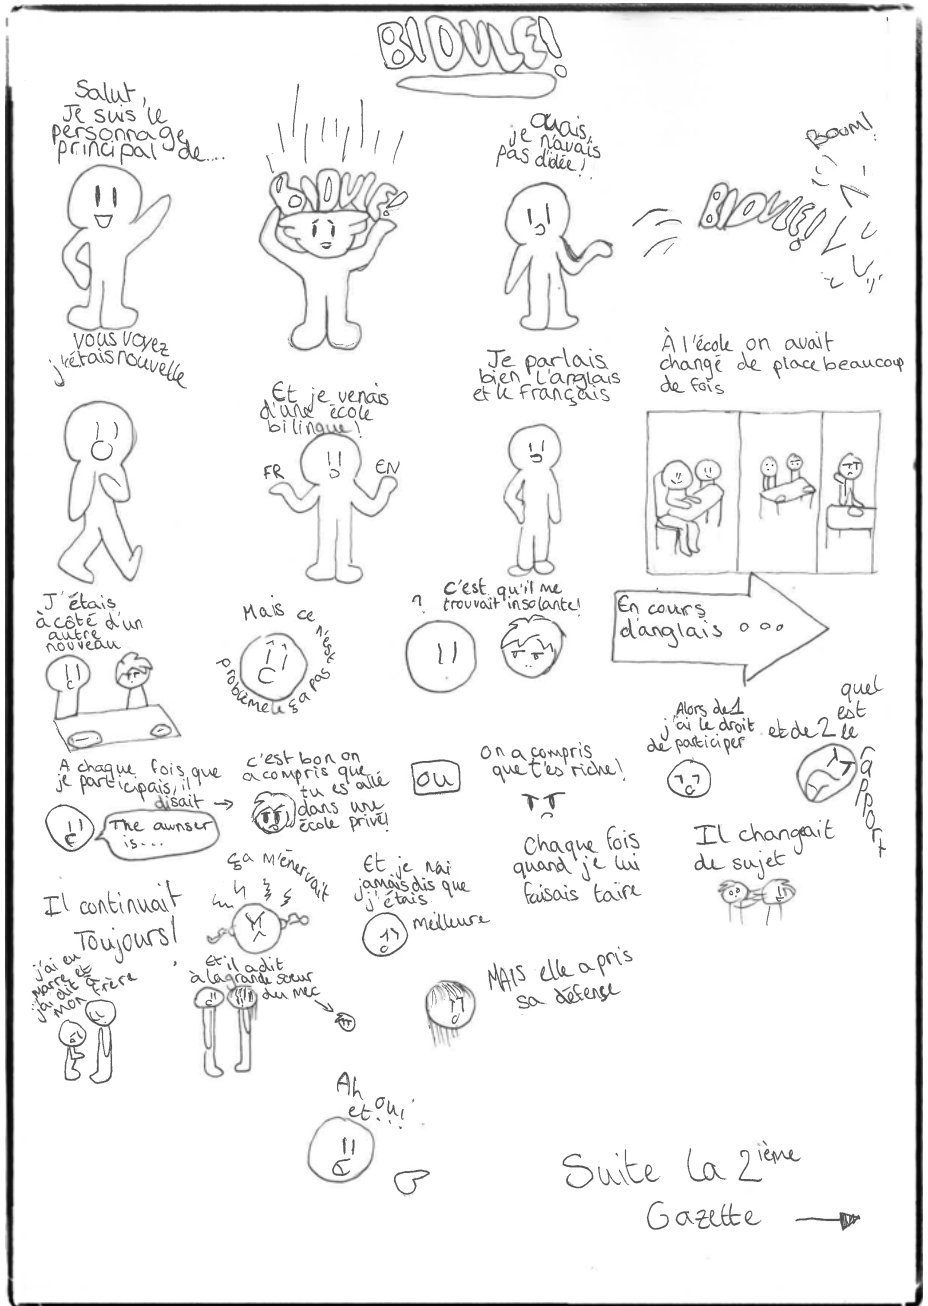 BIDULE!
Salut,
Je suis le
personnage
principal de....
BIDULE!
Ouais,
je n'avais
pas d'idée!
BIDULE!
BOOM!
vous voyez
j'étais nouvelle
Et je venais
d'une école
bilingue!
FR
EN
Je parlais
bien l'anglais
et le français
À l'école on avait
changé de place beaucoup
de fois
J'étais
à côté d'un
autre
nouveau
Mais ce
n'est
pas
ça le
problème
?
c'est qu'il me
trouvait insolante!
En cours
d'anglais ...
A chaque fois que
je participais, il
disait →
The awnser
is...
c'est bon on
a compris que
tu es allé
dans une
école privé!
ou
On a compris
que t'es riche!
Alors de 1
j'ai le droit
de participer
et de 2
quel
est
le
rapport
Chaque fois
quand je lui
faisais taire
Il changeait
de sujet
Il continuait
Toujours!
ça m'énervait
Et je n'ai
jamais dis que
j'étais
meilleure
j'ai eu
marre et
j'ai dit à
mon frère
Et il a dit
à la grande sœur
du mec
MAIS elle a pris
sa défense
Ah
et oui
...
Suite la 2ième
Gazette